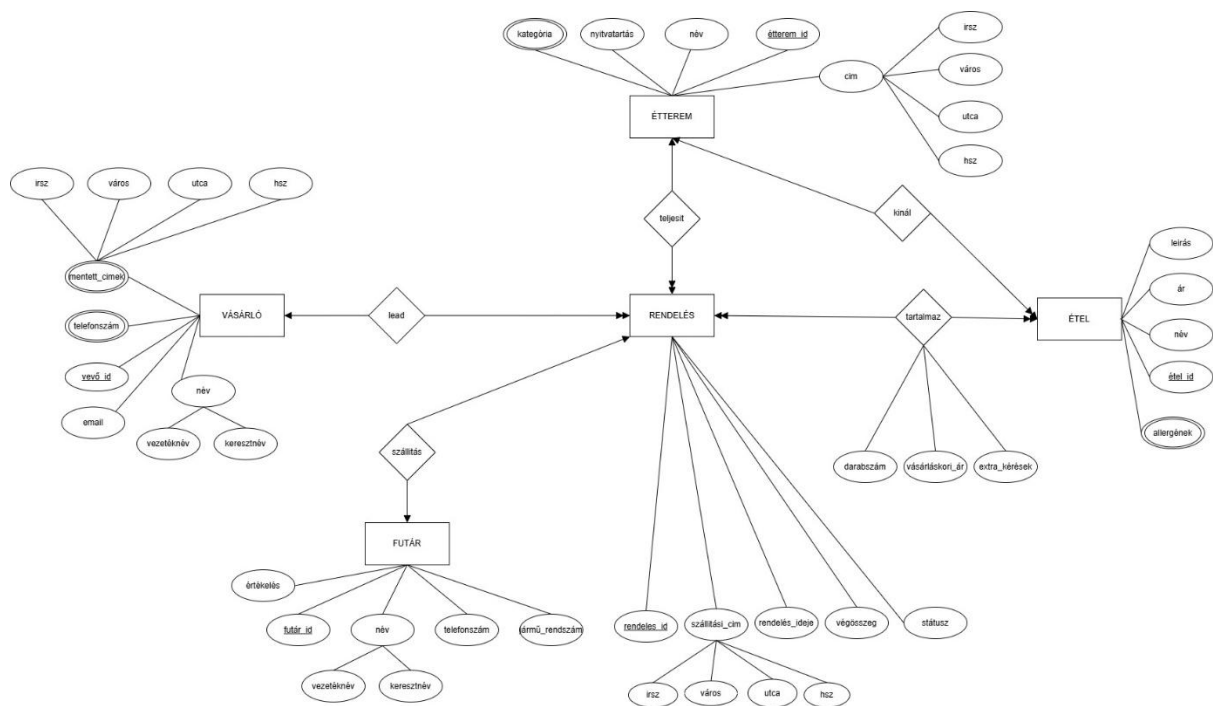 kategória
nyitvatartás
név
étterem_id
cím
irsz
város
utca
hsz
ÉTTEREM
irsz
város
utca
hsz
mentett_címek
telefonszám
vevő_id
email
név
vezetéknév
keresztnév
VÁSÁRLÓ
lead
teljesít
kínál
RENDELÉS
tartalmaz
ÉTEL
leírás
ár
név
étel_id
allergének
darabszám
vásárláskori_ár
extra_kérések
szállítás
FUTÁR
értékelés
futár_id
név
telefonszám
jármű_rendszám
vezetéknév
keresztnév
rendeles_id
szállítási_cím
rendelés_ideje
végösszeg
státusz
irsz
város
utca
hsz